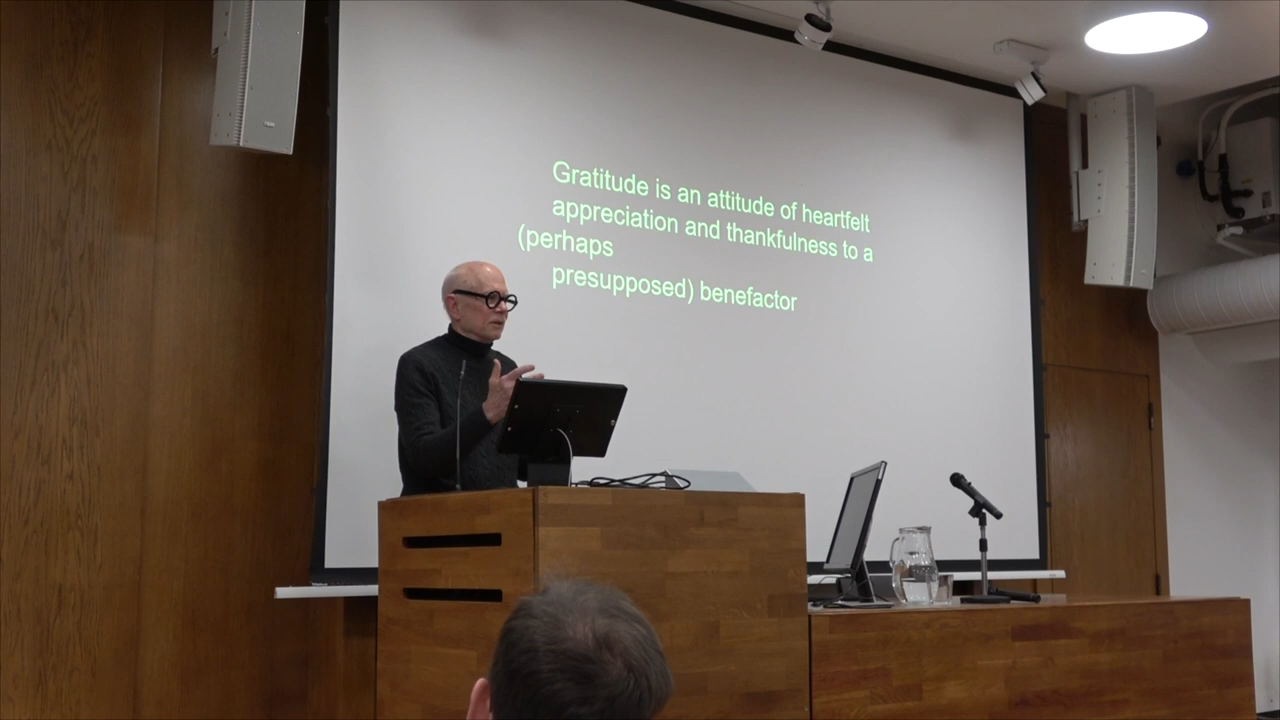 Gratitude is an attitude of heartfelt
appreciation and thankfulness to a
(perhaps
presupposed) benefactor